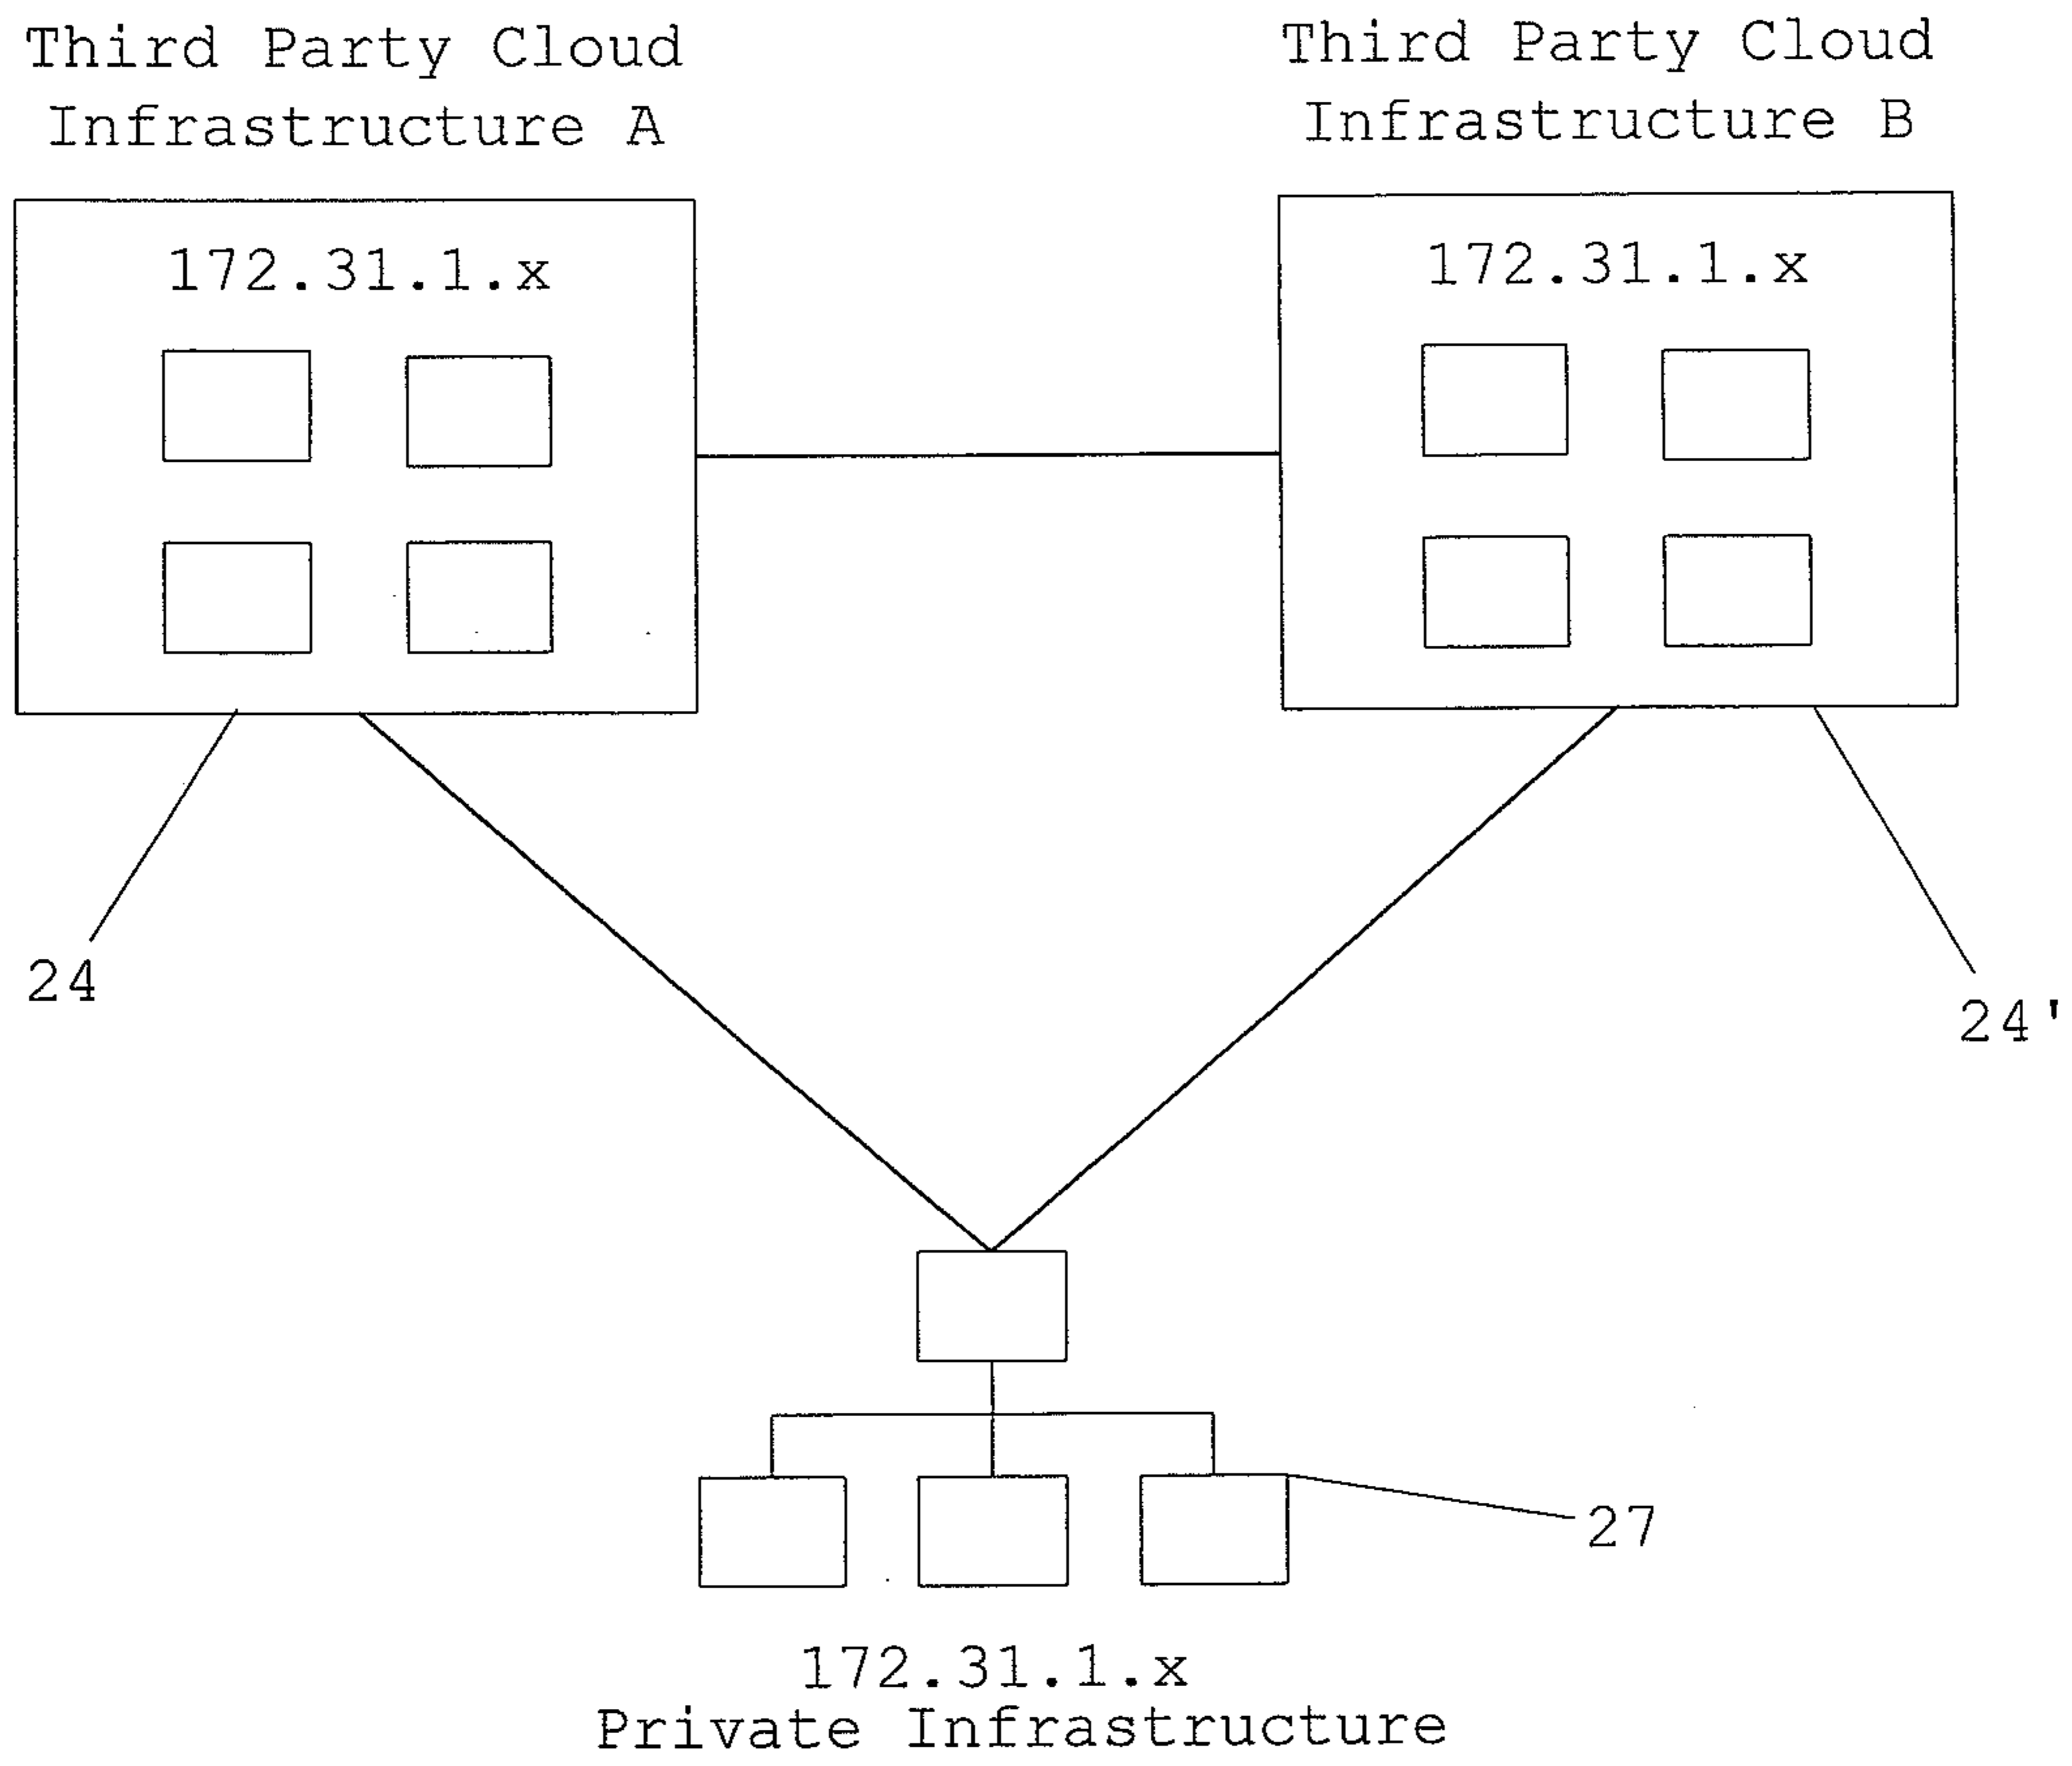 Third Party Cloud
Infrastructure A
Third Party Cloud
Infrastructure B
172.31.1.x
172.31.1.x
24
24'
27
172.31.1.x
Private Infrastructure